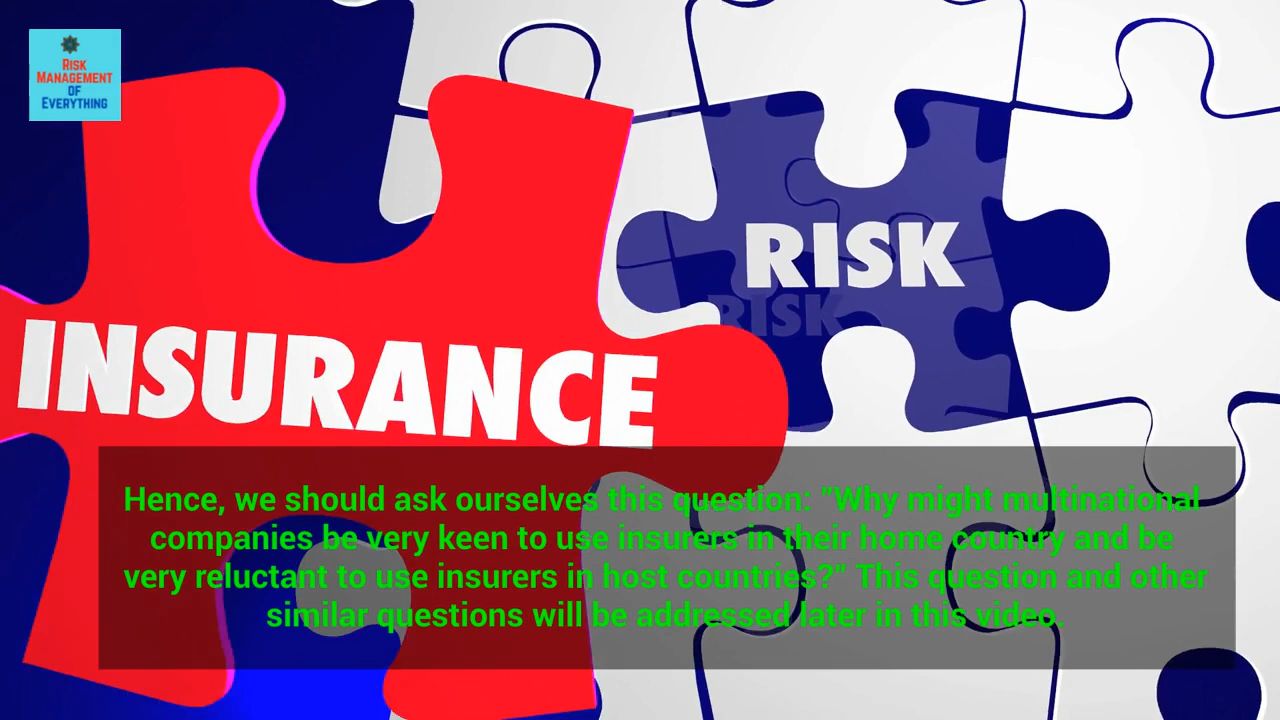 RISK
MANAGEMENT
OF
EVERYTHING
RISK
RISK
INSURANCE
Hence, we should ask ourselves this question: "Why might multinational
companies be very keen to use insurers in their home country and be
very reluctant to use insurers in host countries?" This question and other
similar questions will be addressed later in this video.